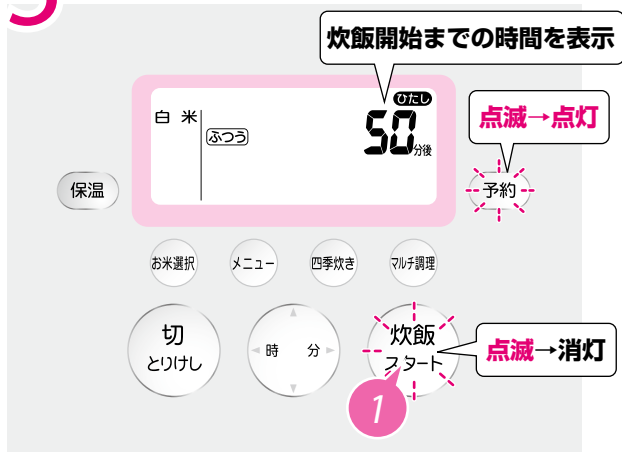 炊飯開始までの時間を表示
ひたし
白米
ふつう
50
分後
点滅→点灯
保温
予約
お米選択
メニュー
四季炊き
マルチ調理
切
とりけし
時 分
炊飯
スタート
点滅→消灯
1